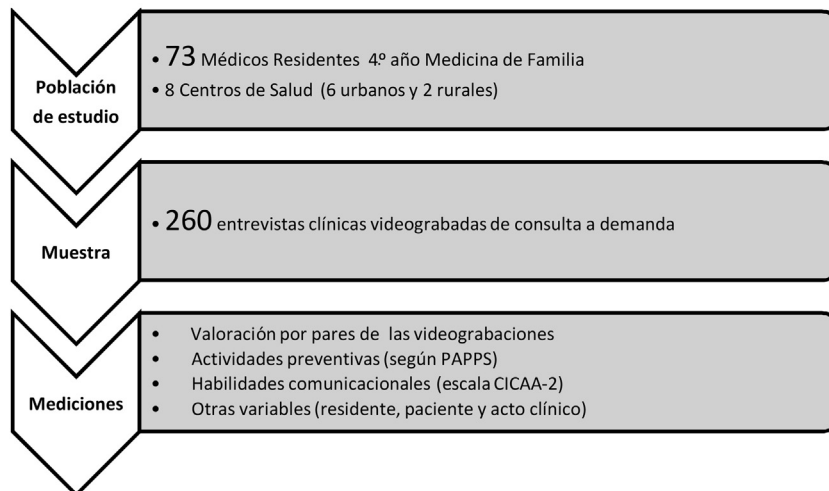 Población
de estudio
• 73 Médicos Residentes 4.º año Medicina de Familia
• 8 Centros de Salud (6 urbanos y 2 rurales)
Muestra
• 260 entrevistas clínicas videograbadas de consulta a demanda
Mediciones
• Valoración por pares de las videograbaciones
• Actividades preventivas (según PAPPS)
• Habilidades comunicacionales (escala CICAA-2)
• Otras variables (residente, paciente y acto clínico)